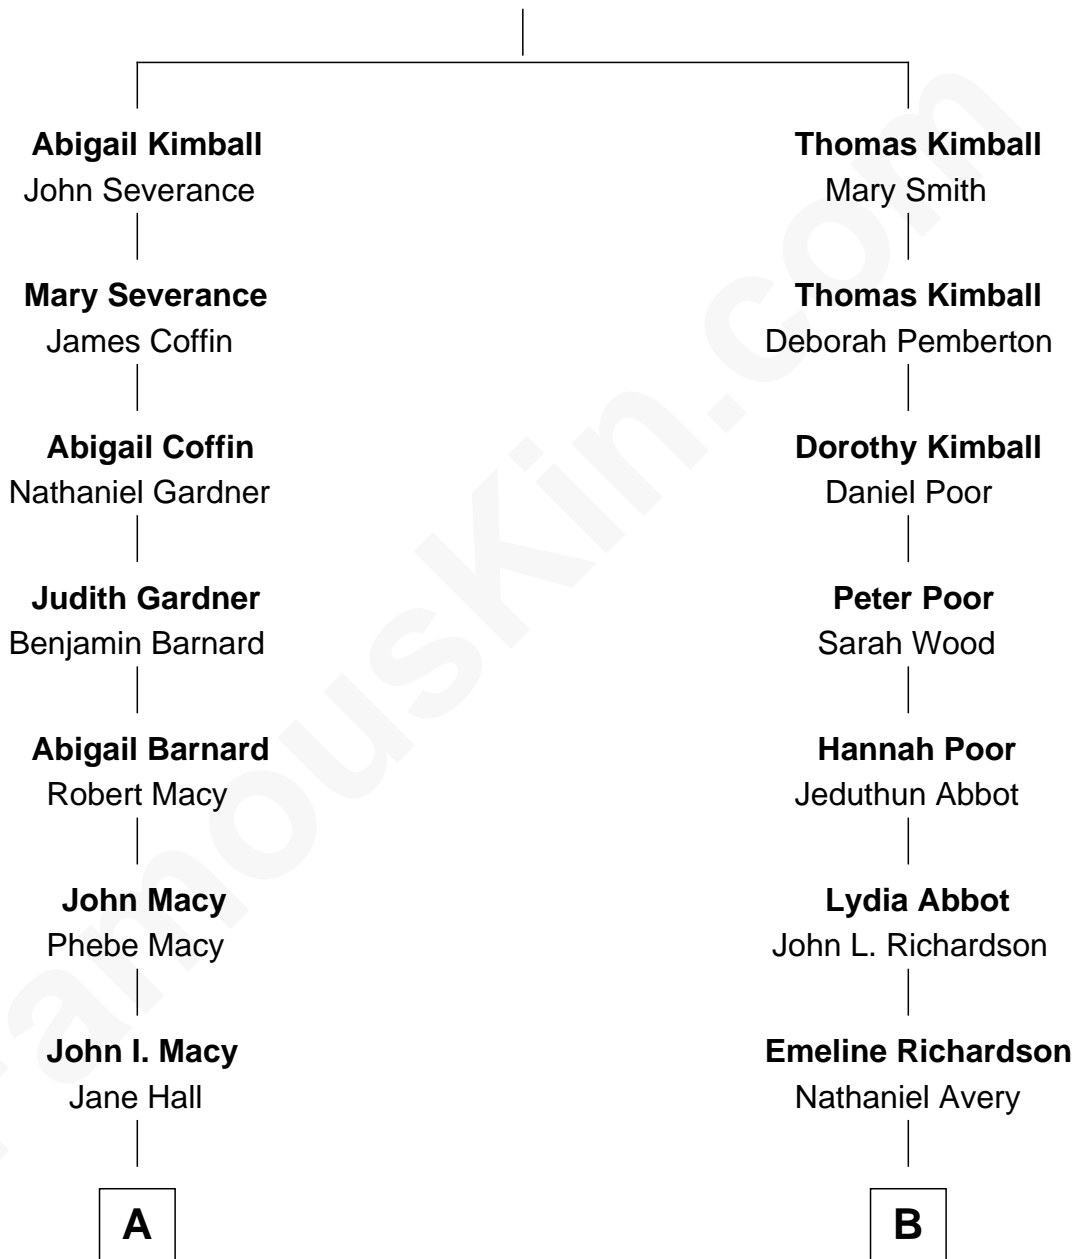 Abigail Kimball
John Severance
Thomas Kimball
Mary Smith
Mary Severance
James Coffin
Thomas Kimball
Deborah Pemberton
Abigail Coffin
Nathaniel Gardner
Dorothy Kimball
Daniel Poor
Judith Gardner
Benjamin Barnard
Peter Poor
Sarah Wood
Abigail Barnard
Robert Macy
Hannah Poor
Jeduthun Abbot
John Macy
Phebe Macy
Lydia Abbot
John L. Richardson
John I. Macy
Jane Hall
Emeline Richardson
Nathaniel Avery
A
B
FamousKin.com